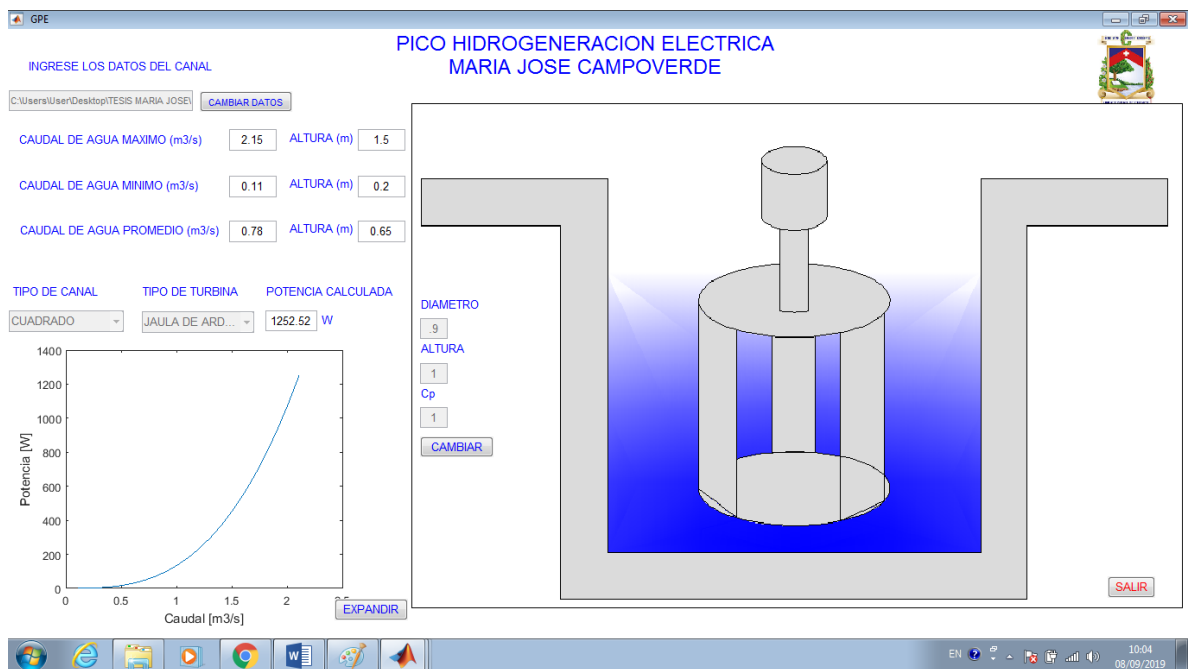 GPE
PICO HIDROGENERACION ELECTRICA
MARIA JOSE CAMPOVERDE
INGRESE LOS DATOS DEL CANAL
C:\Users\User\Desktop\TESIS MARIA JOSE\
CAMBIAR DATOS
CAUDAL DE AGUA MAXIMO (m3/s) 2.15 ALTURA (m) 1.5
CAUDAL DE AGUA MINIMO (m3/s) 0.11 ALTURA (m) 0.2
CAUDAL DE AGUA PROMEDIO (m3/s) 0.78 ALTURA (m) 0.65
TIPO DE CANAL TIPO DE TURBINA POTENCIA CALCULADA
CUADRADO JAULA DE ARD... 1252.52 W
DIAMETRO
.9
ALTURA
1
Cp
1
CAMBIAR
1400
1200
1000
800
600
400
200
0
Potencia [W]
0 0.5 1 1.5 2
Caudal [m3/s]
EXPANDIR
SALIR
EN
10:04
08/09/2019